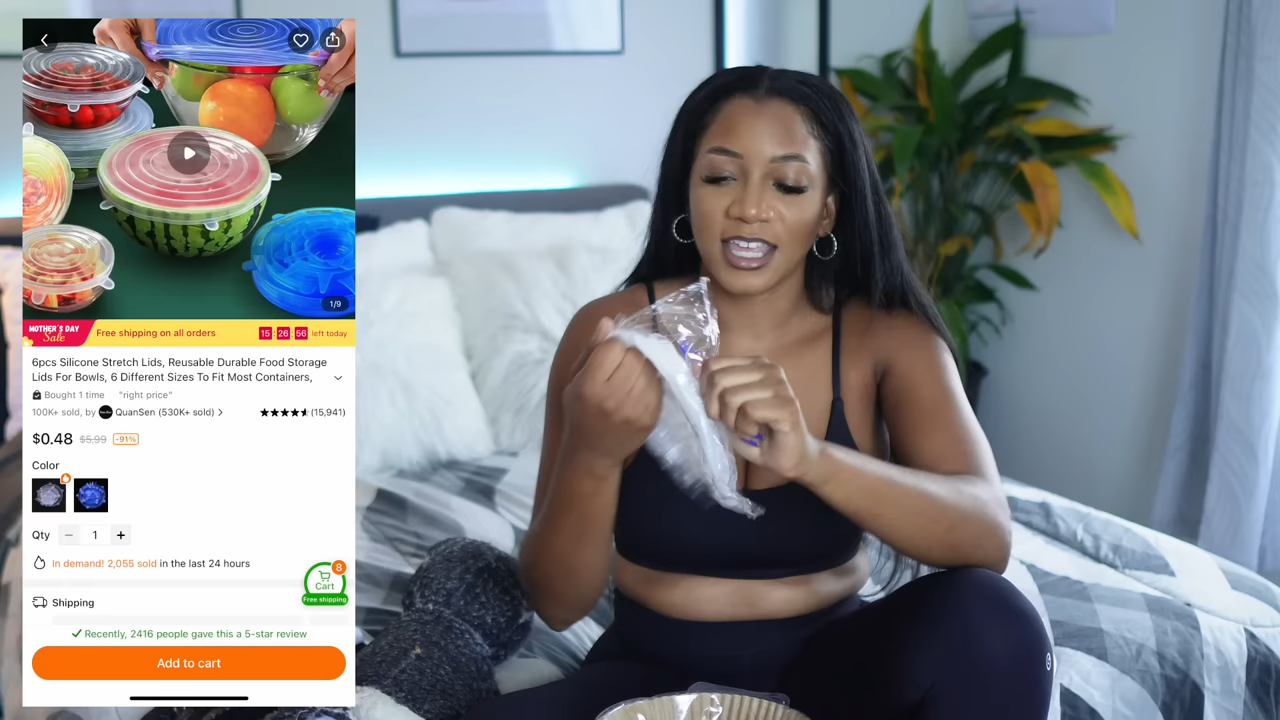 1/9
MOTHER'S DAY
Sale
Free shipping on all orders
15:26:56 left today
6pcs Silicone Stretch Lids, Reusable Durable Food Storage
Lids For Bowls, 6 Different Sizes To Fit Most Containers,
Bought 1 time "right price"
100K+ sold, by QuanSen (530K+ sold) (15,941)
$0.48 $5.99 -91%
Color
Qty − 1 +
In demand! 2,055 sold in the last 24 hours
8
Cart
Free shipping
Shipping
Recently, 2416 people gave this a 5-star review
Add to cart